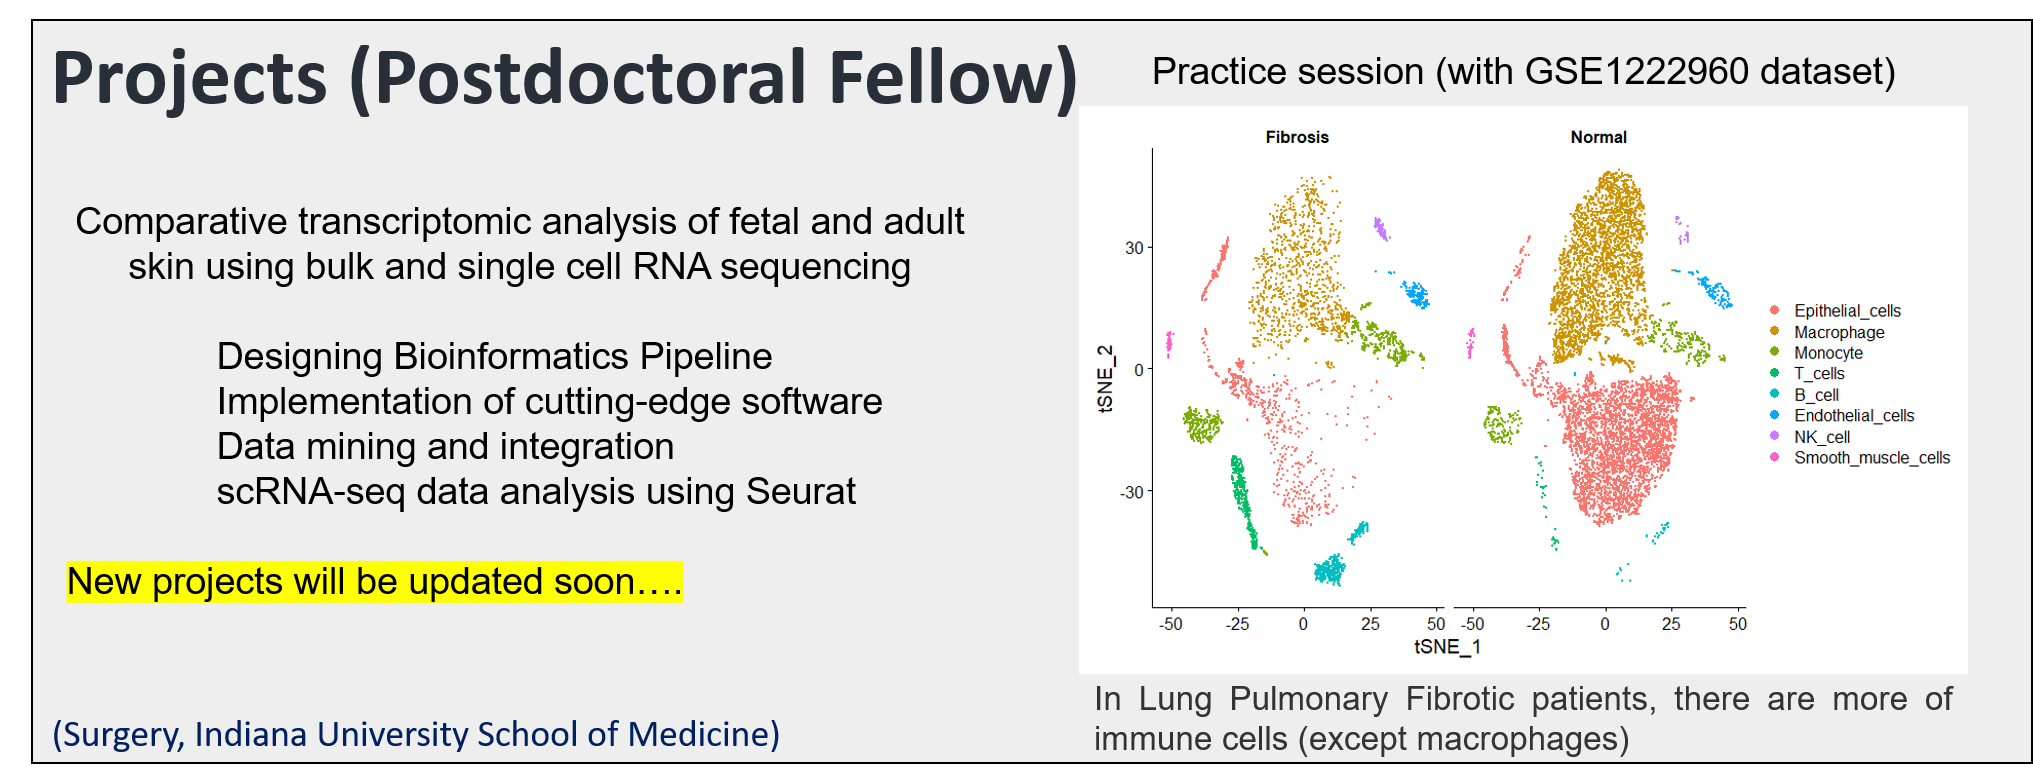 Projects (Postdoctoral Fellow)
Comparative transcriptomic analysis of fetal and adult
skin using bulk and single cell RNA sequencing
Designing Bioinformatics Pipeline
Implementation of cutting-edge software
Data mining and integration
scRNA-seq data analysis using Seurat
New projects will be updated soon….
(Surgery, Indiana University School of Medicine)
Practice session (with GSE1222960 dataset)
Fibrosis
Normal
tSNE_2
30
0
-30
-50 -25 0 25 50
-50 -25 0 25 50
tSNE_1
Epithelial_cells
Macrophage
Monocyte
T_cells
B_cell
Endothelial_cells
NK_cell
Smooth_muscle_cells
In Lung Pulmonary Fibrotic patients, there are more of
immune cells (except macrophages)